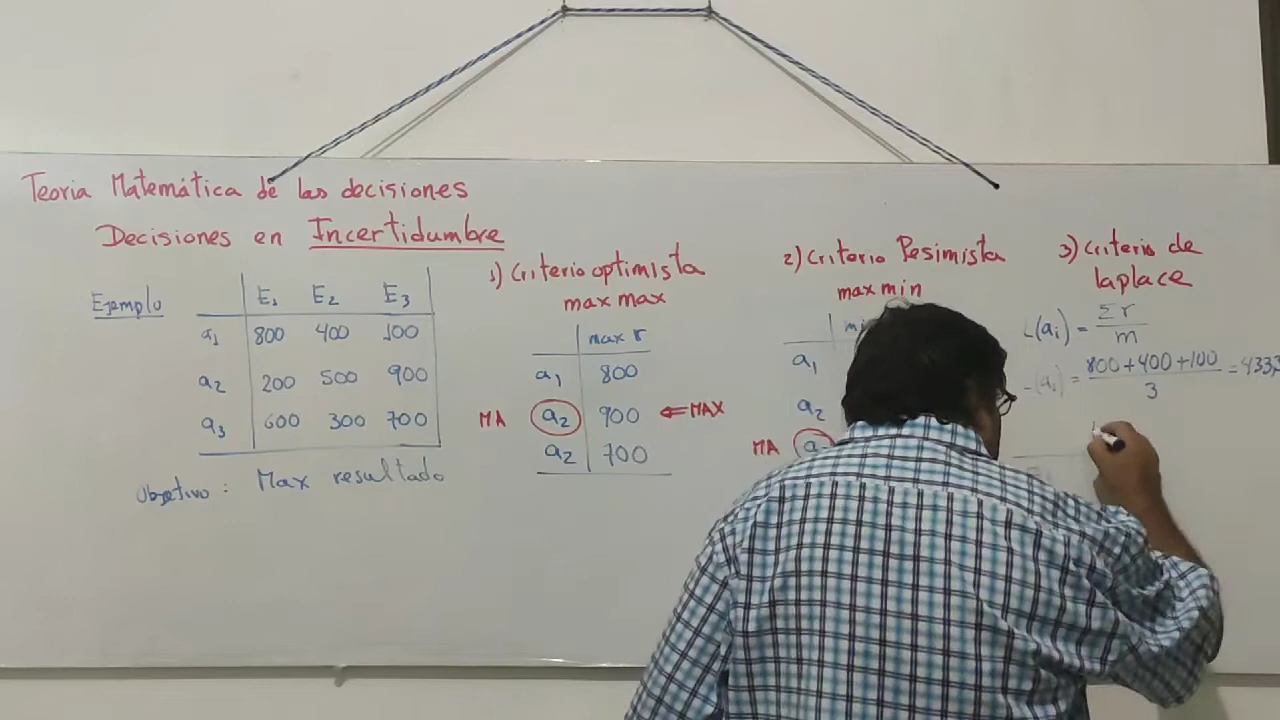 Teoria Matemática de las decisiones
Decisiones en Incertidumbre
Ejemplo
E1 E2 E3
a1 800 400 100
a2 200 500 900
a3 600 300 700
Objetivo: Max resultado
1) Criterio optimista
max max
max r
a1 800
MA a2 900 ⇐ MAX
a2 700
2) Criterio Pesimista
max min
a1
a2
MA
3) Criterio de
laplace
L(ai) = Σr / m
800 + 400 + 100 / 3 = 433,3